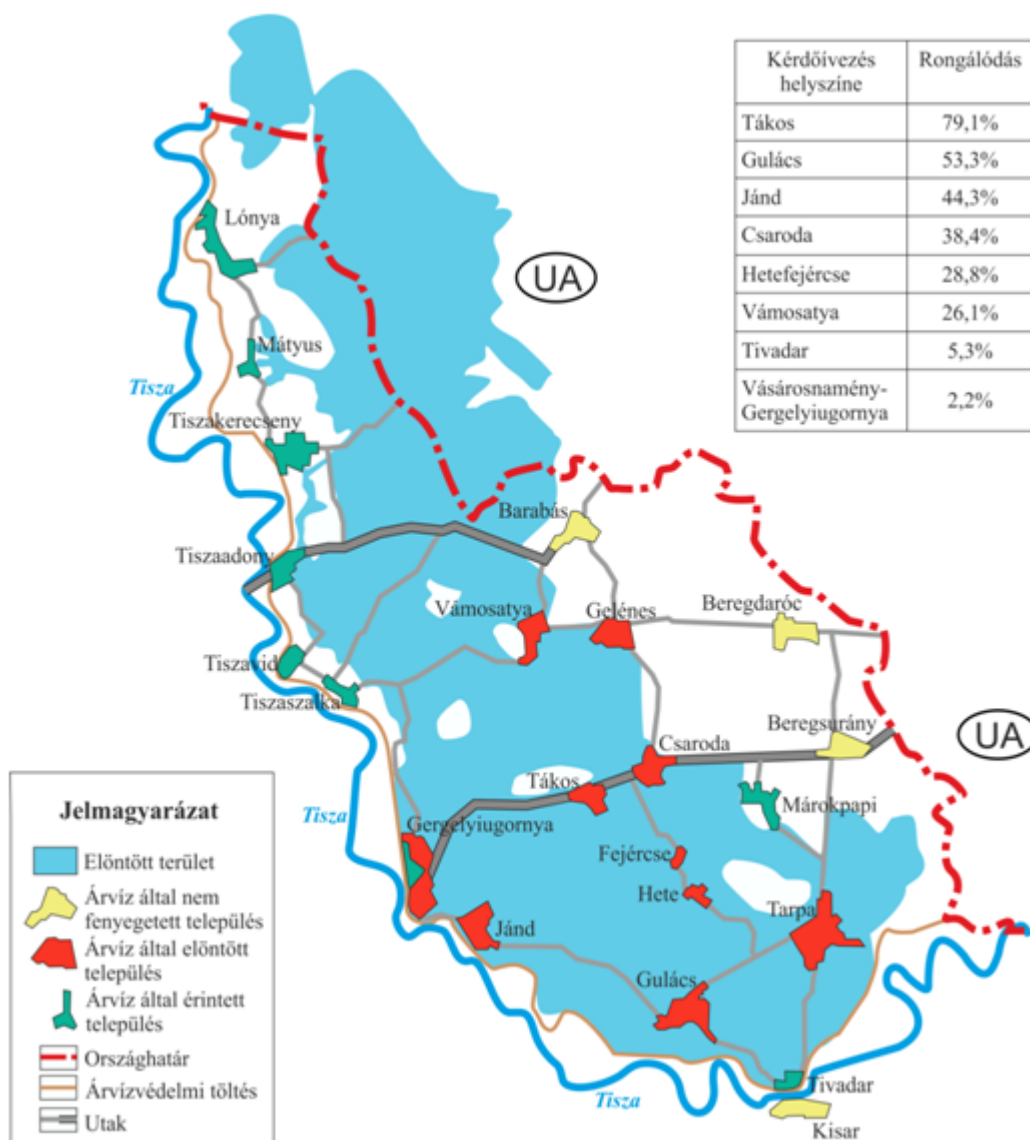 Kérdőívezés helyszíne Rongálódás
Tákos 79,1%
Gulács 53,3%
Jánd 44,3%
Csaroda 38,4%
Hetefejércse 28,8%
Vámosatya 26,1%
Tivadar 5,3%
Vásárosnamény-
Gergelyiugornya 2,2%
Lónya
UA
Mátyus
Tisza
Tiszakerecseny
Barabás
Tiszaadony
Vámosatya
Gelénes
Beregdaróc
Tiszavid
Tiszaszalka
Beregsurány
UA
Csaroda
Tákos
Márokpapi
Tisza
Gergelyiugornya
Fejércse
Hete
Tarpa
Jánd
Gulács
Tivadar
Tisza
Kisar
Jelmagyarázat
Elöntött terület
Árvíz által nem
fenyegetett település
Árvíz által elöntött
település
Árvíz által érintett
település
Országhatár
Árvízvédelmi töltés
Utak